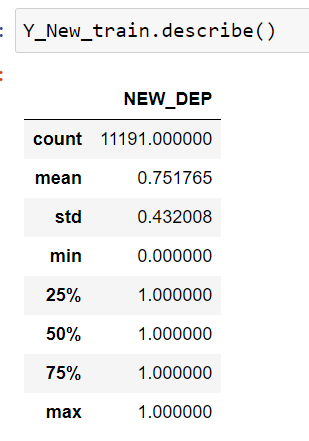 : Y_New_train.describe()
:
NEW_DEP
count 11191.000000
mean 0.751765
std 0.432008
min 0.000000
25% 1.000000
50% 1.000000
75% 1.000000
max 1.000000